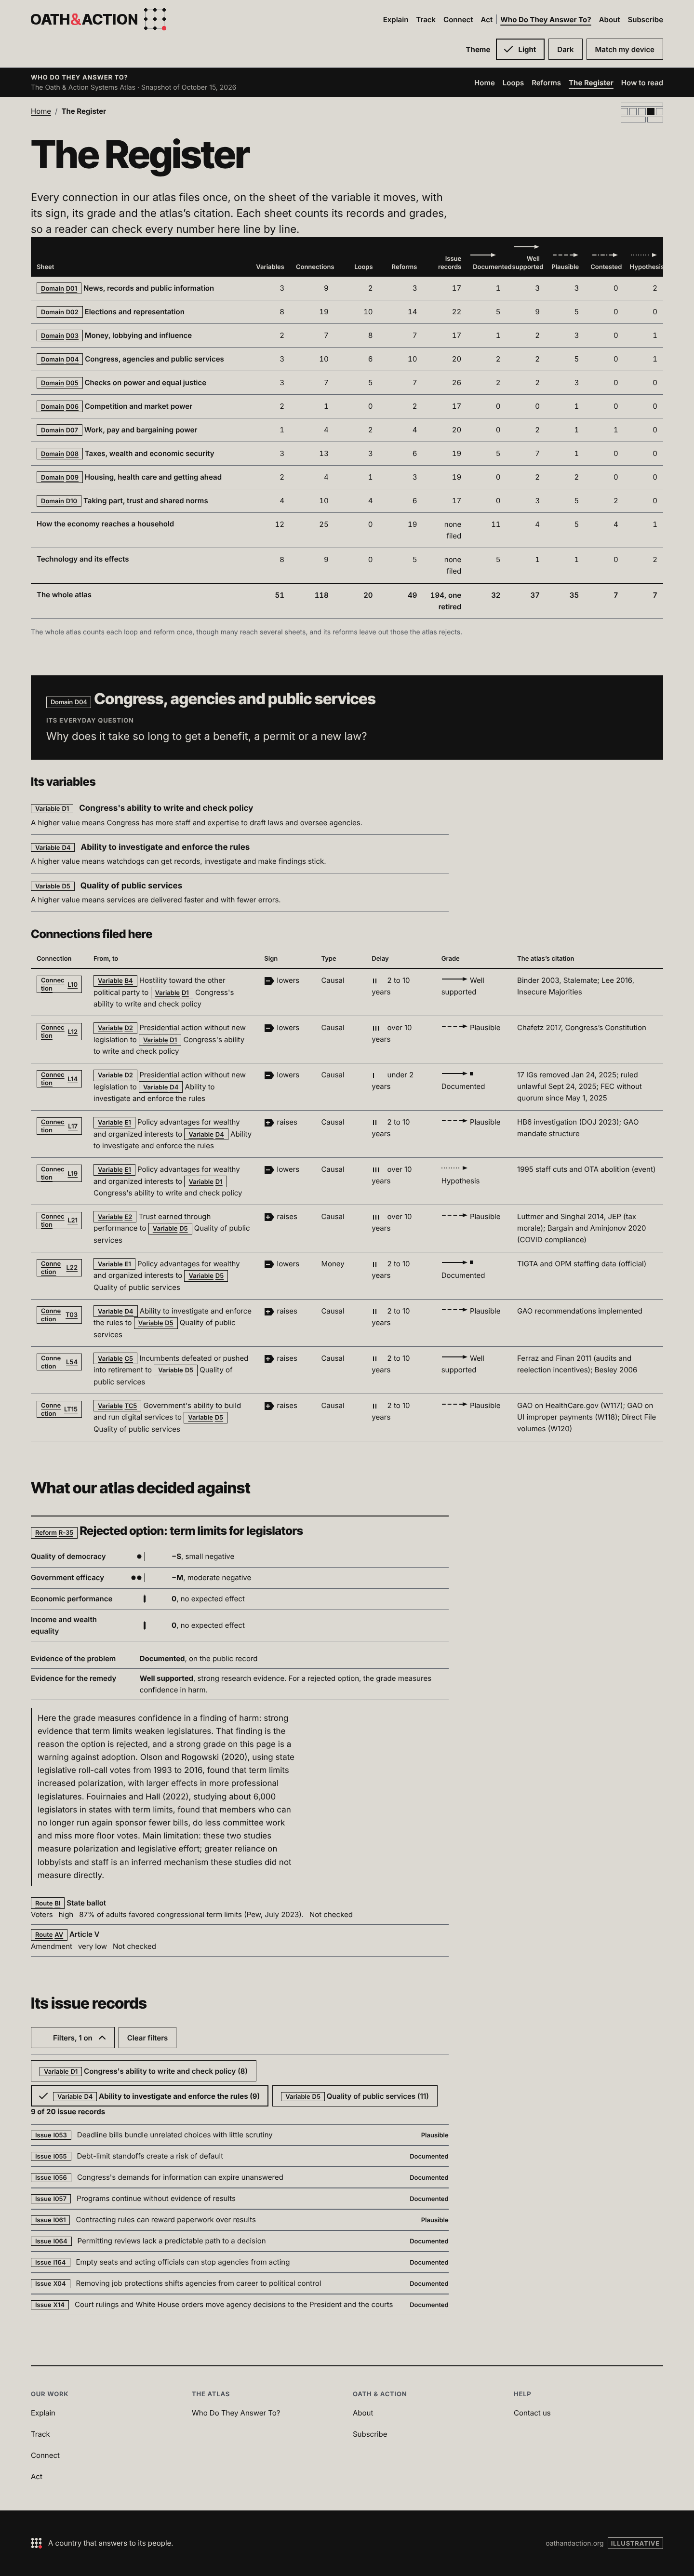 OATH&ACTION
Explain Track Connect Act Who Do They Answer To? About Subscribe
Theme Light Dark Match my device
WHO DO THEY ANSWER TO?
The Oath & Action Systems Atlas · Snapshot of October 15, 2026
Home Loops Reforms The Register How to read
Home / The Register
The Register
Every connection in our atlas files once, on the sheet of the variable it moves, with
its sign, its grade and the atlas’s citation. Each sheet counts its records and grades,
so a reader can check every number here line by line.
Sheet Variables Connections Loops Reforms Issue records Documented Well supported Plausible Contested Hypothesis
Domain D01 News, records and public information 3 9 2 3 17 1 3 3 0 2
Domain D02 Elections and representation 8 19 10 14 22 5 9 5 0 0
Domain D03 Money, lobbying and influence 2 7 8 7 17 1 2 3 0 1
Domain D04 Congress, agencies and public services 3 10 6 10 20 2 2 5 0 1
Domain D05 Checks on power and equal justice 3 7 5 7 26 2 2 3 0 0
Domain D06 Competition and market power 2 1 0 2 17 0 0 1 0 0
Domain D07 Work, pay and bargaining power 1 4 2 4 20 0 2 1 1 0
Domain D08 Taxes, wealth and economic security 3 13 3 6 19 5 7 1 0 0
Domain D09 Housing, health care and getting ahead 2 4 1 3 19 0 2 2 0 0
Domain D10 Taking part, trust and shared norms 4 10 4 6 17 0 3 5 2 0
How the economy reaches a household 12 25 0 19 none filed 11 4 5 4 1
Technology and its effects 8 9 0 5 none filed 5 1 1 0 2
The whole atlas 51 118 20 49 194, one retired 32 37 35 7 7
The whole atlas counts each loop and reform once, though many reach several sheets, and its reforms leave out those the atlas rejects.
Domain D04 Congress, agencies and public services
ITS EVERYDAY QUESTION
Why does it take so long to get a benefit, a permit or a new law?
Its variables
Variable D1 Congress's ability to write and check policy
A higher value means Congress has more staff and expertise to draft laws and oversee agencies.
Variable D4 Ability to investigate and enforce the rules
A higher value means watchdogs can get records, investigate and make findings stick.
Variable D5 Quality of public services
A higher value means services are delivered faster and with fewer errors.
Connections filed here
Connection From, to Sign Type Delay Grade The atlas’s citation
Connection L10 Variable B4 Hostility toward the other political party to Variable D1 Congress's ability to write and check policy lowers Causal 2 to 10 years Well supported Binder 2003, Stalemate; Lee 2016, Insecure Majorities
Connection L12 Variable D2 Presidential action without new legislation to Variable D1 Congress's ability to write and check policy lowers Causal over 10 years Plausible Chafetz 2017, Congress’s Constitution
Connection L14 Variable D2 Presidential action without new legislation to Variable D4 Ability to investigate and enforce the rules lowers Causal under 2 years Documented 17 IGs removed Jan 24, 2025; ruled unlawful Sept 24, 2025; FEC without quorum since May 1, 2025
Connection L17 Variable E1 Policy advantages for wealthy and organized interests to Variable D4 Ability to investigate and enforce the rules raises Causal 2 to 10 years Plausible HB6 investigation (DOJ 2023); GAO mandate structure
Connection L19 Variable E1 Policy advantages for wealthy and organized interests to Variable D1 Congress's ability to write and check policy lowers Causal over 10 years Hypothesis 1995 staff cuts and OTA abolition (event)
Connection L21 Variable E2 Trust earned through performance to Variable D5 Quality of public services raises Causal over 10 years Plausible Luttmer and Singhal 2014, JEP (tax morale); Bargain and Aminjonov 2020 (COVID compliance)
Connection L22 Variable E1 Policy advantages for wealthy and organized interests to Variable D5 Quality of public services lowers Money 2 to 10 years Documented TIGTA and OPM staffing data (official)
Connection T03 Variable D4 Ability to investigate and enforce the rules to Variable D5 Quality of public services raises Causal 2 to 10 years Plausible GAO recommendations implemented
Connection L54 Variable C5 Incumbents defeated or pushed into retirement to Variable D5 Quality of public services raises Causal 2 to 10 years Well supported Ferraz and Finan 2011 (audits and reelection incentives); Besley 2006
Connection LT15 Variable TC5 Government's ability to build and run digital services to Variable D5 Quality of public services raises Causal 2 to 10 years Plausible GAO on HealthCare.gov (W117); GAO on UI improper payments (W118); Direct File volumes (W120)
What our atlas decided against
Reform R-35 Rejected option: term limits for legislators
Quality of democracy −S, small negative
Government efficacy −M, moderate negative
Economic performance 0, no expected effect
Income and wealth equality 0, no expected effect
Evidence of the problem Documented, on the public record
Evidence for the remedy Well supported, strong research evidence. For a rejected option, the grade measures confidence in harm.
Here the grade measures confidence in a finding of harm: strong
evidence that term limits weaken legislatures. That finding is the
reason the option is rejected, and a strong grade on this page is a
warning against adoption. Olson and Rogowski (2020), using state
legislative roll-call votes from 1993 to 2016, found that term limits
increased polarization, with larger effects in more professional
legislatures. Fouirnaies and Hall (2022), studying about 6,000
legislators in states with term limits, found that members who can
no longer run again sponsor fewer bills, do less committee work
and miss more floor votes. Main limitation: these two studies
measure polarization and legislative effort; greater reliance on
lobbyists and staff is an inferred mechanism these studies did not
measure directly.
Route BI State ballot
Voters high 87% of adults favored congressional term limits (Pew, July 2023). Not checked
Route AV Article V
Amendment very low Not checked
Its issue records
Filters, 1 on Clear filters
Variable D1 Congress's ability to write and check policy (8)
Variable D4 Ability to investigate and enforce the rules (9) Variable D5 Quality of public services (11)
9 of 20 issue records
Issue I053 Deadline bills bundle unrelated choices with little scrutiny Plausible
Issue I055 Debt-limit standoffs create a risk of default Documented
Issue I056 Congress's demands for information can expire unanswered Documented
Issue I057 Programs continue without evidence of results Documented
Issue I061 Contracting rules can reward paperwork over results Plausible
Issue I064 Permitting reviews lack a predictable path to a decision Documented
Issue I164 Empty seats and acting officials can stop agencies from acting Documented
Issue X04 Removing job protections shifts agencies from career to political control Documented
Issue X14 Court rulings and White House orders move agency decisions to the President and the courts Documented
OUR WORK THE ATLAS OATH & ACTION HELP
Explain Who Do They Answer To? About Contact us
Track Subscribe
Connect
Act
A country that answers to its people.
oathandaction.org ILLUSTRATIVE